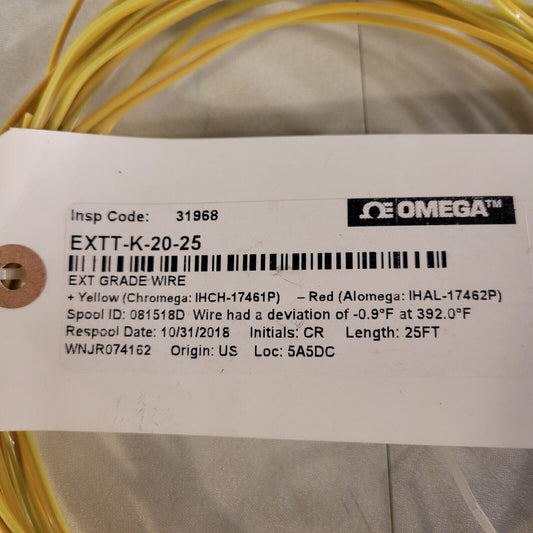 Insp Code: 31968
ΩE OMEGA™
EXTT-K-20-25
EXT GRADE WIRE
+ Yellow (Chromega: IHCH-17461P) – Red (Alomega: IHAL-17462P)
Spool ID: 081518D Wire had a deviation of -0.9°F at 392.0°F
Respool Date: 10/31/2018 Initials: CR Length: 25FT
WNJR074162 Origin: US Loc: 5A5DC